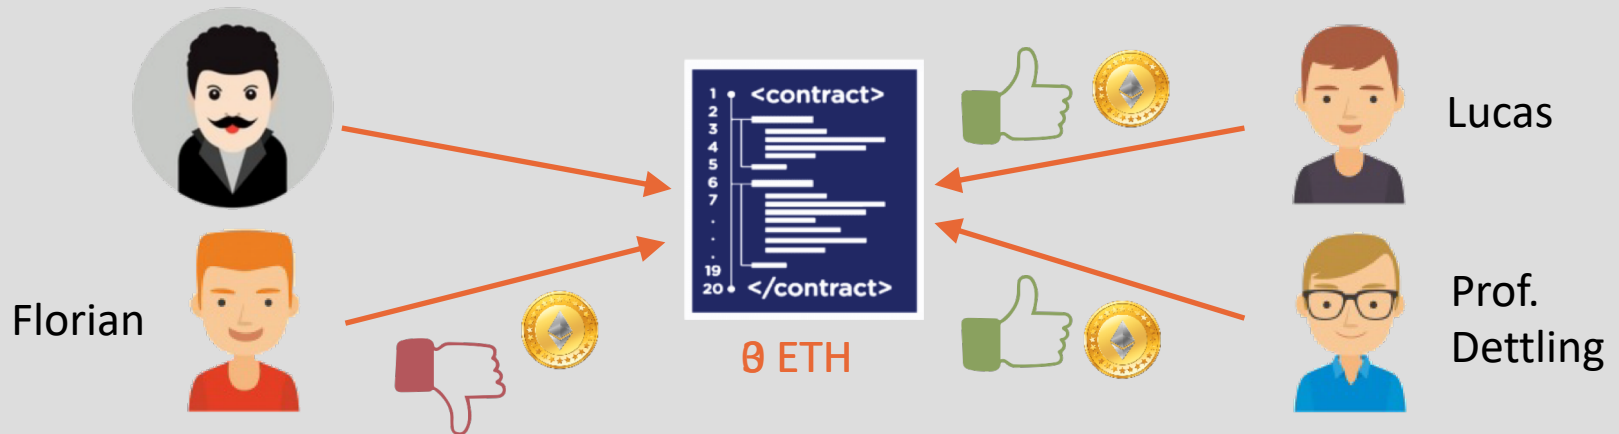 Florian
1 <contract>
2
3
4
5
6
7
.
.
.
19
20 </contract>
ETH
Lucas
Prof.
Dettling